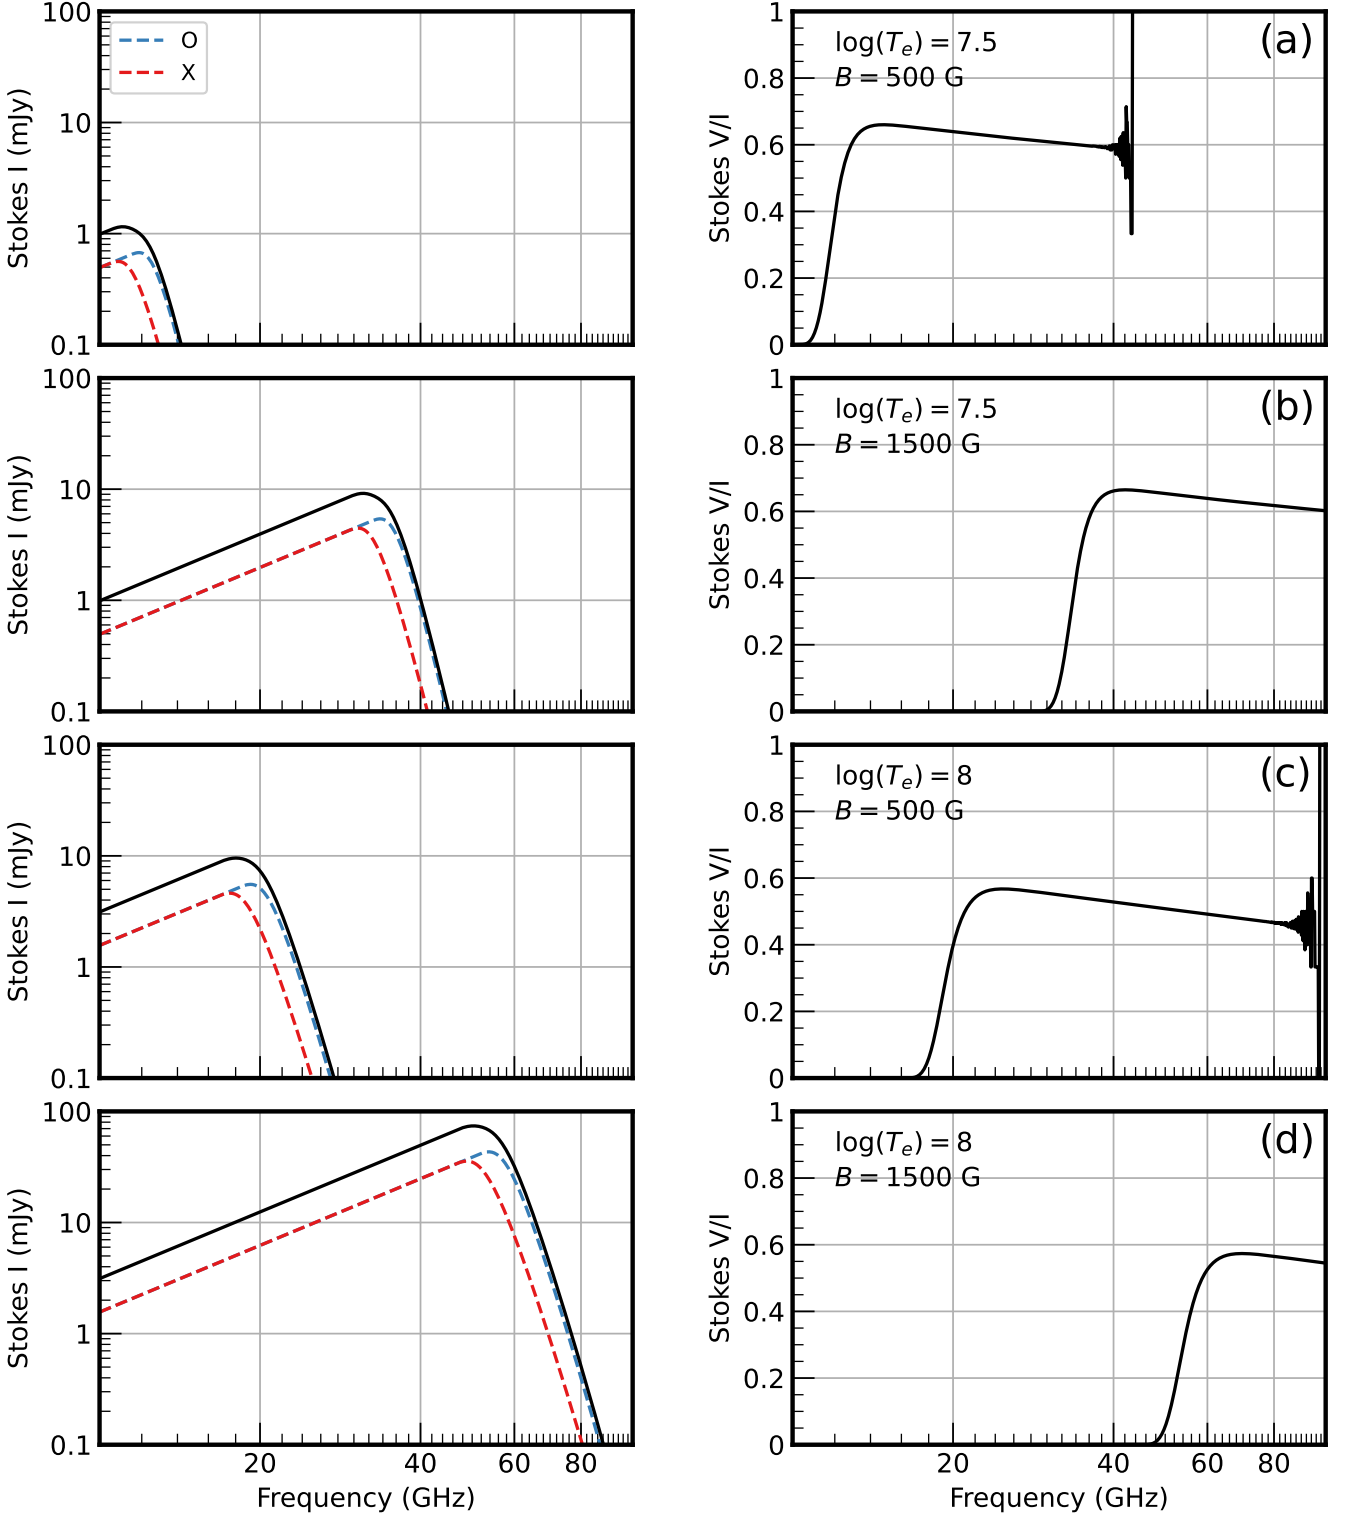 100
10
1
0.1
Stokes I (mJy)
O
X
1
0.8
0.6
0.4
0.2
0
Stokes V/I
log(Tₑ) = 7.5
B = 500 G
(a)
100
10
1
0.1
Stokes I (mJy)
1
0.8
0.6
0.4
0.2
0
Stokes V/I
log(Tₑ) = 7.5
B = 1500 G
(b)
100
10
1
0.1
Stokes I (mJy)
1
0.8
0.6
0.4
0.2
0
Stokes V/I
log(Tₑ) = 8
B = 500 G
(c)
100
10
1
0.1
Stokes I (mJy)
20 40 60 80
Frequency (GHz)
1
0.8
0.6
0.4
0.2
0
Stokes V/I
log(Tₑ) = 8
B = 1500 G
(d)
20 40 60 80
Frequency (GHz)